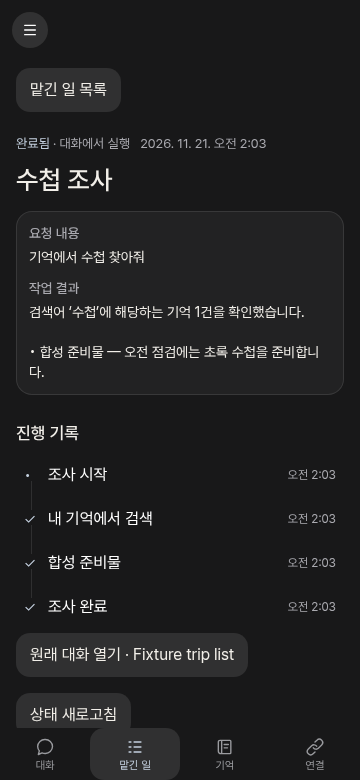 맡긴 일 목록
완료됨 · 대화에서 실행 2026. 11. 21. 오전 2:03
수첩 조사
요청 내용
기억에서 수첩 찾아줘
작업 결과
검색어 ‘수첩’에 해당하는 기억 1건을 확인했습니다.
• 합성 준비물 — 오전 점검에는 초록 수첩을 준비합니
다.
진행 기록
조사 시작 오전 2:03
내 기억에서 검색 오전 2:03
합성 준비물 오전 2:03
조사 완료 오전 2:03
원래 대화 열기 · Fixture trip list
상태 새로고침
대화 맡긴 일 기억 연결